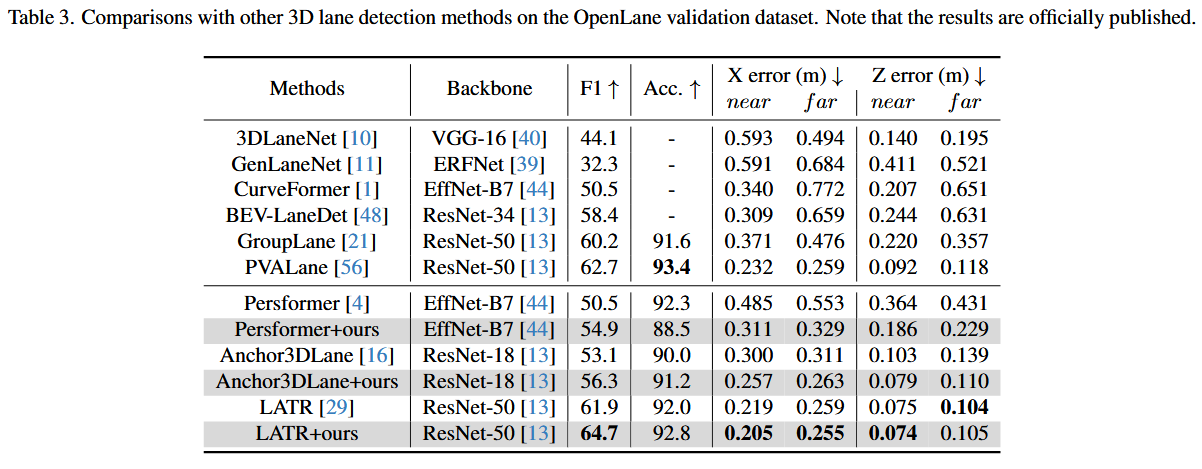 Table 3. Comparisons with other 3D lane detection methods on the OpenLane validation dataset. Note that the results are officially published.
Methods Backbone F1 ↑ Acc. ↑ X error (m) ↓ Z error (m) ↓
near far near far
3DLaneNet [10] VGG-16 [40] 44.1 - 0.593 0.494 0.140 0.195
GenLaneNet [11] ERFNet [39] 32.3 - 0.591 0.684 0.411 0.521
CurveFormer [1] EffNet-B7 [44] 50.5 - 0.340 0.772 0.207 0.651
BEV-LaneDet [48] ResNet-34 [13] 58.4 - 0.309 0.659 0.244 0.631
GroupLane [21] ResNet-50 [13] 60.2 91.6 0.371 0.476 0.220 0.357
PVALane [56] ResNet-50 [13] 62.7 93.4 0.232 0.259 0.092 0.118
Persformer [4] EffNet-B7 [44] 50.5 92.3 0.485 0.553 0.364 0.431
Persformer+ours EffNet-B7 [44] 54.9 88.5 0.311 0.329 0.186 0.229
Anchor3DLane [16] ResNet-18 [13] 53.1 90.0 0.300 0.311 0.103 0.139
Anchor3DLane+ours ResNet-18 [13] 56.3 91.2 0.257 0.263 0.079 0.110
LATR [29] ResNet-50 [13] 61.9 92.0 0.219 0.259 0.075 0.104
LATR+ours ResNet-50 [13] 64.7 92.8 0.205 0.255 0.074 0.105